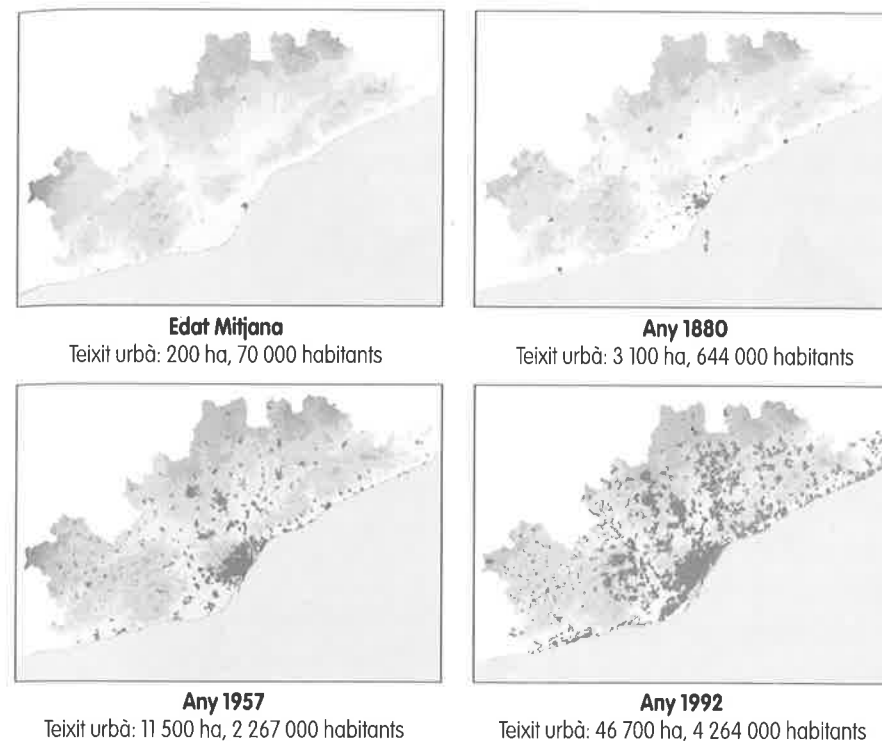 Edat Mitjana
Teixit urbà: 200 ha, 70 000 habitants
Any 1880
Teixit urbà: 3 100 ha, 644 000 habitants
Any 1957
Teixit urbà: 11 500 ha, 2 267 000 habitants
Any 1992
Teixit urbà: 46 700 ha, 4 264 000 habitants